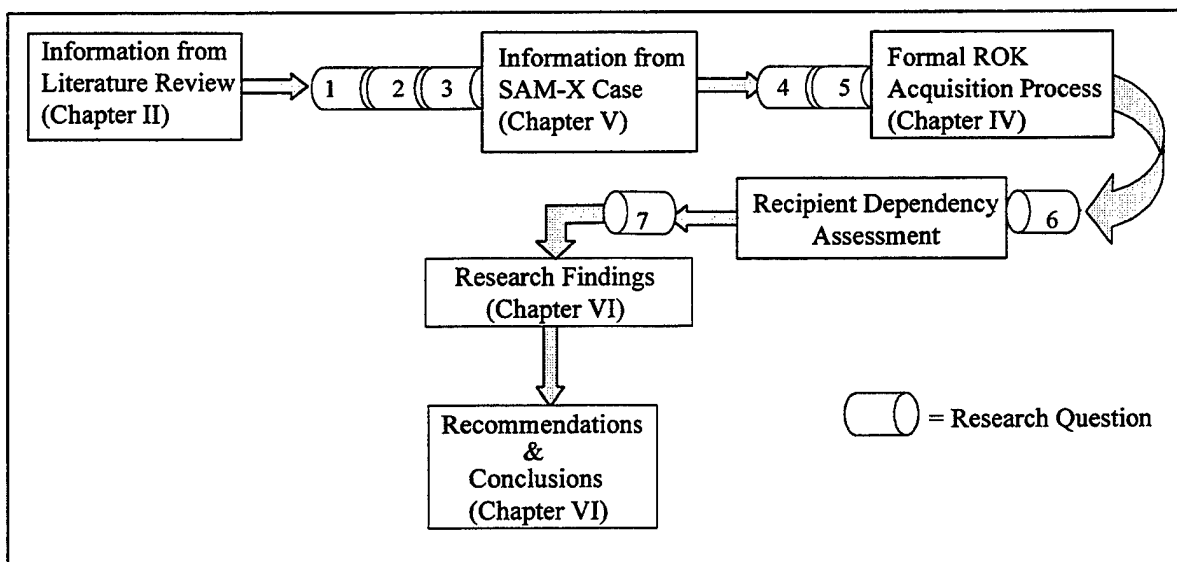 Information from
Literature Review
(Chapter II)
1 2 3
Information from
SAM-X Case
(Chapter V)
4 5
Formal ROK
Acquisition Process
(Chapter IV)
6
Recipient Dependency
Assessment
7
Research Findings
(Chapter VI)
Recommendations
&
Conclusions
(Chapter VI)
= Research Question